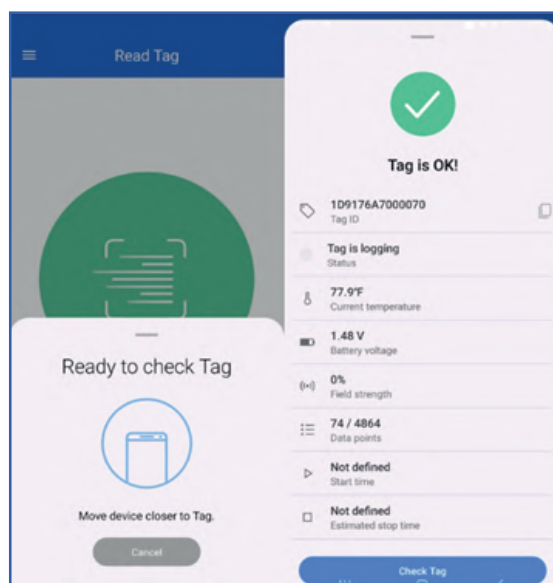 Read Tag
Ready to check Tag
Move device closer to Tag.
Cancel
Tag is OK!
1D9176A7000070
Tag ID
Tag is logging
Status
77.9°F
Current temperature
1.48 V
Battery voltage
0%
Field strength
74 / 4864
Data points
Not defined
Start time
Not defined
Estimated stop time
Check Tag